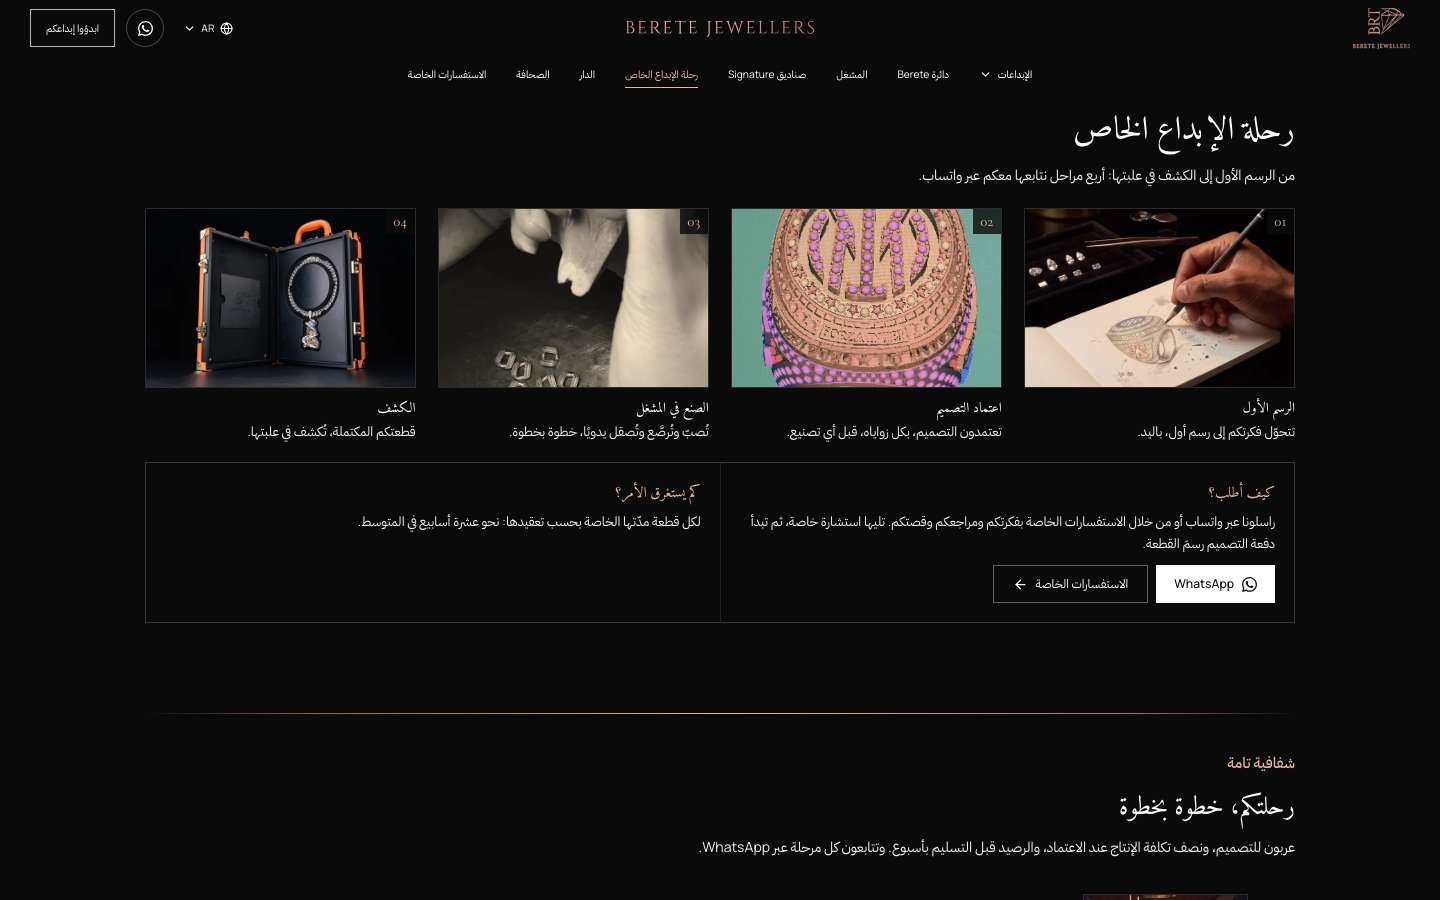 BRT
BERETE JEWELLERS
BERETE JEWELLERS
AR
ابدؤوا إبداعكم
الإبداعات
دائرة Berete
المشغل
صناديق Signature
رحلة الإبداع الخاص
الدار
الصحافة
الاستفسارات الخاصة
رحلة الإبداع الخاص
من الرسم الأول إلى الكشف في علبتها: أربع مراحل نتابعها معكم عبر واتساب.
01
02
03
04
الرسم الأول
تتحوّل فكرتكم إلى رسم أول، باليد.
اعتماد التصميم
تعتمدون التصميم، بكل زواياه، قبل أي تصنيع.
الصنع في المشغل
تُصبّ وتُرصَّع وتُصقل يدويًا، خطوة بخطوة.
الكشف
قطعتكم المكتملة، تُكشف في علبتها.
كيف أطلب؟
راسلونا عبر واتساب أو من خلال الاستفسارات الخاصة بفكرتكم ومراجعكم وقصتكم. تليها استشارة خاصة، ثم تبدأ
دفعة التصميم رسمَ القطعة.
WhatsApp
الاستفسارات الخاصة
كم يستغرق الأمر؟
لكل قطعة مدّتها الخاصة بحسب تعقيدها: نحو عشرة أسابيع في المتوسط.
شفافية تامة
رحلتكم، خطوة بخطوة
عربون للتصميم، ونصف تكلفة الإنتاج عند الاعتماد، والرصيد قبل التسليم بأسبوع. وتتابعون كل مرحلة عبر WhatsApp.